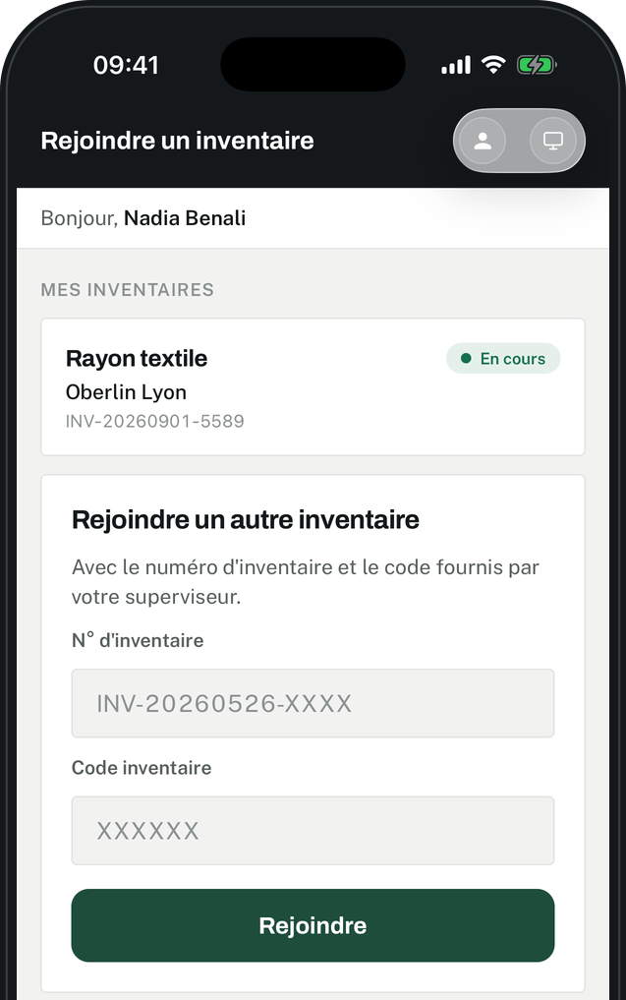 09:41
Rejoindre un inventaire
Bonjour, Nadia Benali
MES INVENTAIRES
Rayon textile
En cours
Oberlin Lyon
INV-20260901-5589
Rejoindre un autre inventaire
Avec le numéro d'inventaire et le code fournis par
votre superviseur.
N° d'inventaire
INV-20260526-XXXX
Code inventaire
XXXXXX
Rejoindre